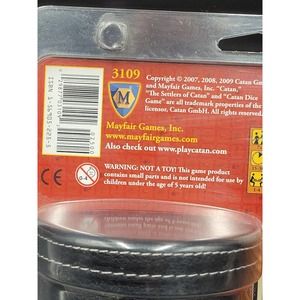 3109
Copyright © 2007, 2008, 2009 Catan Gm
and Mayfair Games, Inc. "Catan,"
"The Settlers of Catan" and "Catan Dice
Game" are all trademark properties of the
licensor, Catan GmbH. All rights reserved.
M
Mayfair Games, Inc.
www.mayfairgames.com
Also check out www.playcatan.com
WARNING: NOT A TOY! This game product
contains small parts and is not intended for use by
children under the age of 5 years old!